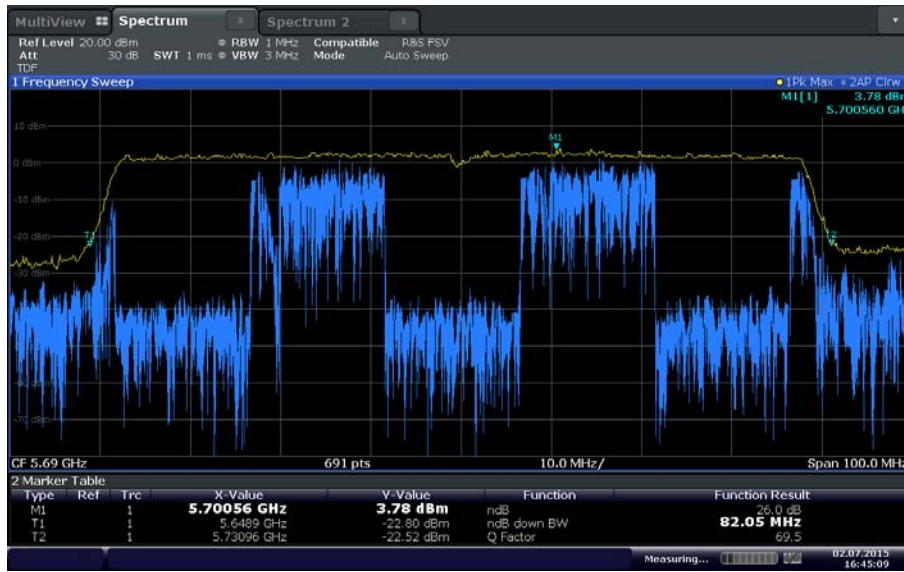 MultiView Spectrum x Spectrum 2 x
Ref Level 20.00 dBm RBW 1 MHz Compatible R&S FSV
Att 30 dB SWT 1 ms VBW 3 MHz Mode Auto Sweep
TDF
1 Frequency Sweep 1Pk Max 2AP Clrw
M1[1] 3.78 dBm
5.700560 GH
10 dBm
M1
0 dBm
-10 dBm
-20 dBm
T1
T2
-30 dBm
-70 dBm
CF 5.69 GHz 691 pts 10.0 MHz/ Span 100.0 MHz
2 Marker Table
Type Ref Trc X-Value Y-Value Function Function Result
M1 1 5.70056 GHz 3.78 dBm ndB 26.0 dB
T1 1 5.6489 GHz -22.80 dBm ndB down BW 82.05 MHz
T2 1 5.73096 GHz -22.52 dBm Q Factor 69.5
Measuring... 02.07.2015
16:45:09